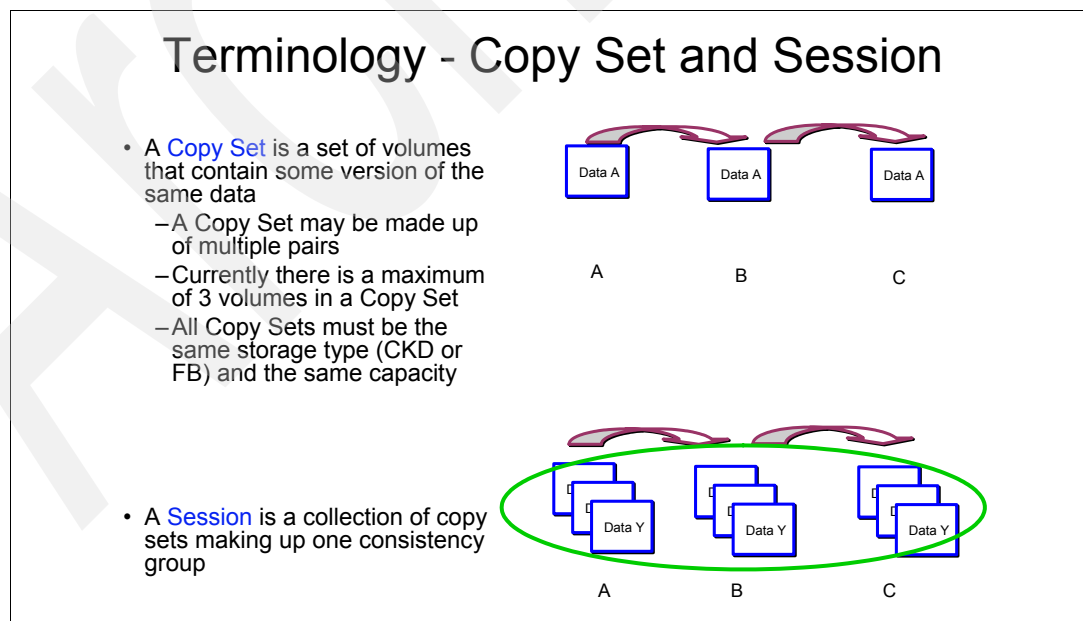 Terminology - Copy Set and Session
• A Copy Set is a set of volumes
that contain some version of the
same data
–A Copy Set may be made up
of multiple pairs
–Currently there is a maximum
of 3 volumes in a Copy Set
–All Copy Sets must be the
same storage type (CKD or
FB) and the same capacity
Data A Data A Data A
A B C
• A Session is a collection of copy
sets making up one consistency
group
Data Y Data Y Data Y
A B C